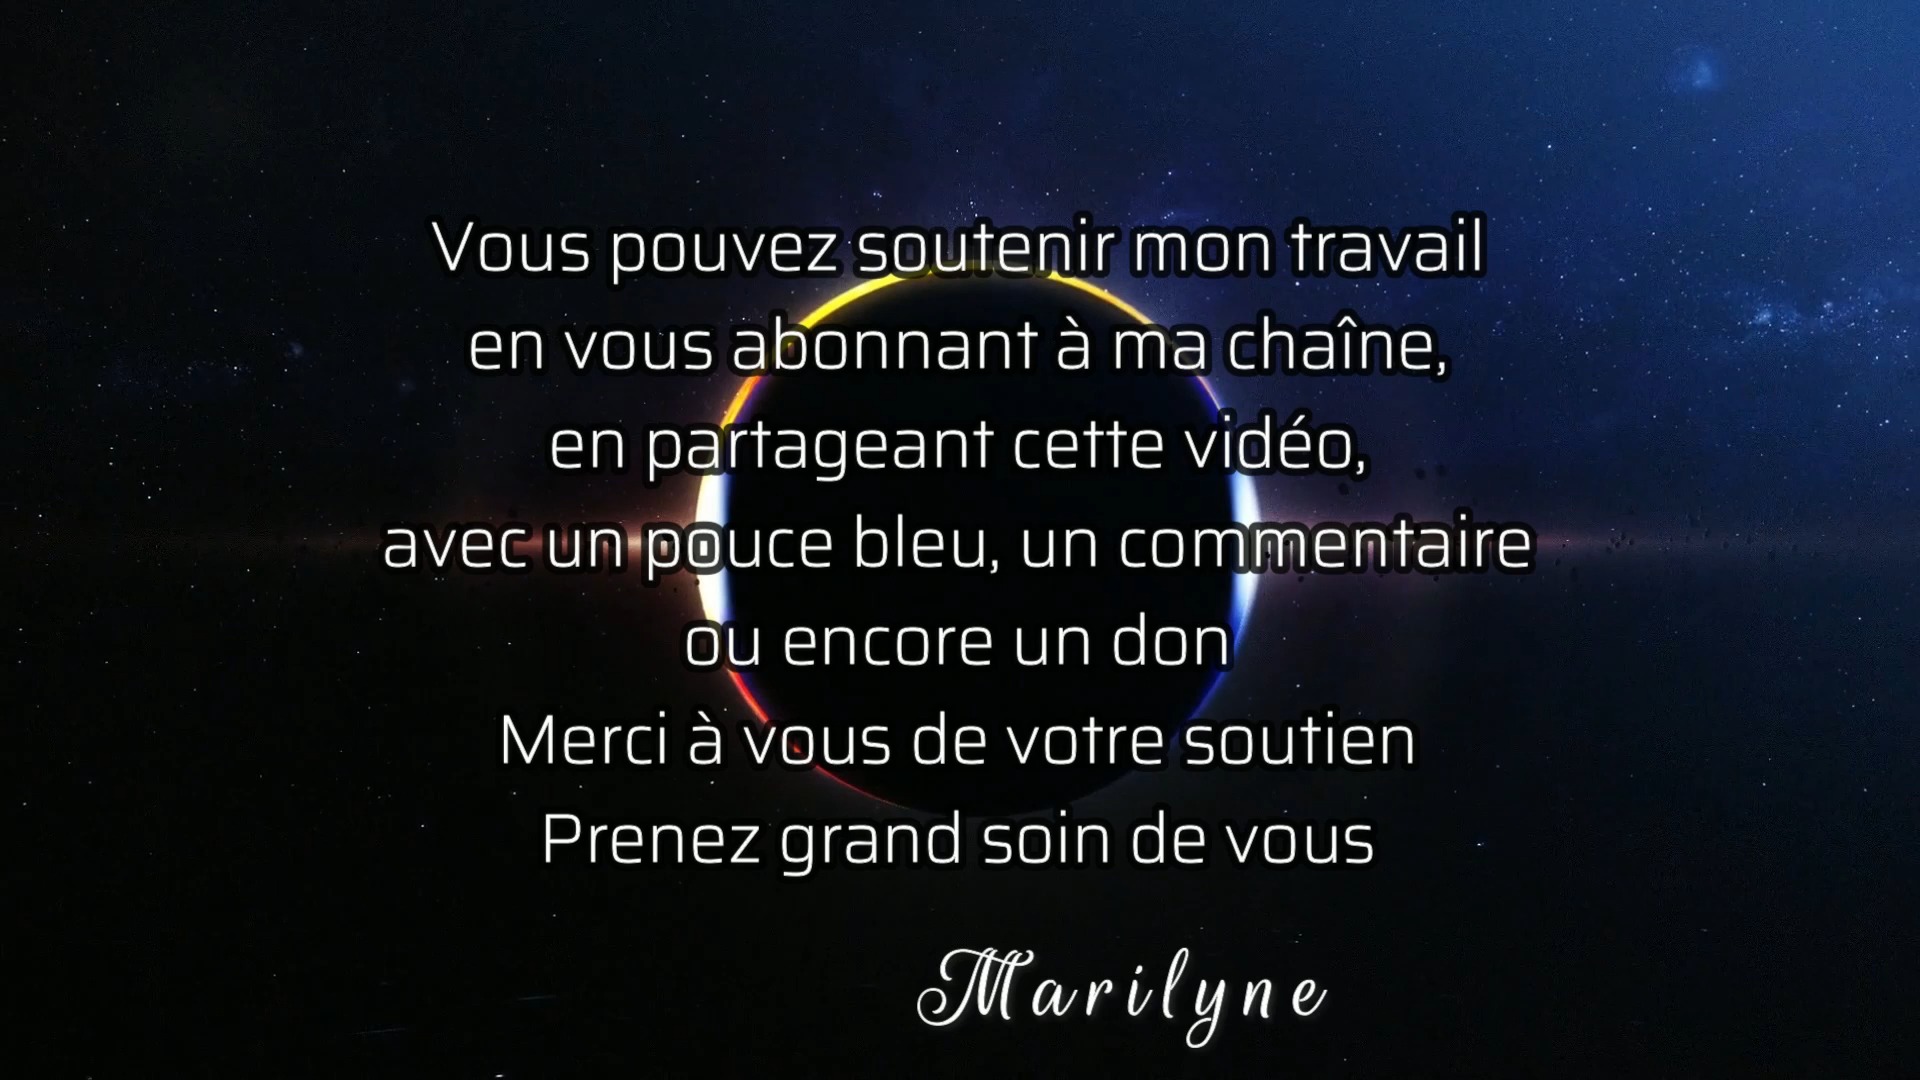 Vous pouvez soutenir mon travail
en vous abonnant à ma chaîne,
en partageant cette vidéo,
avec un pouce bleu, un commentaire
ou encore un don
Merci à vous de votre soutien
Prenez grand soin de vous
Marilyne